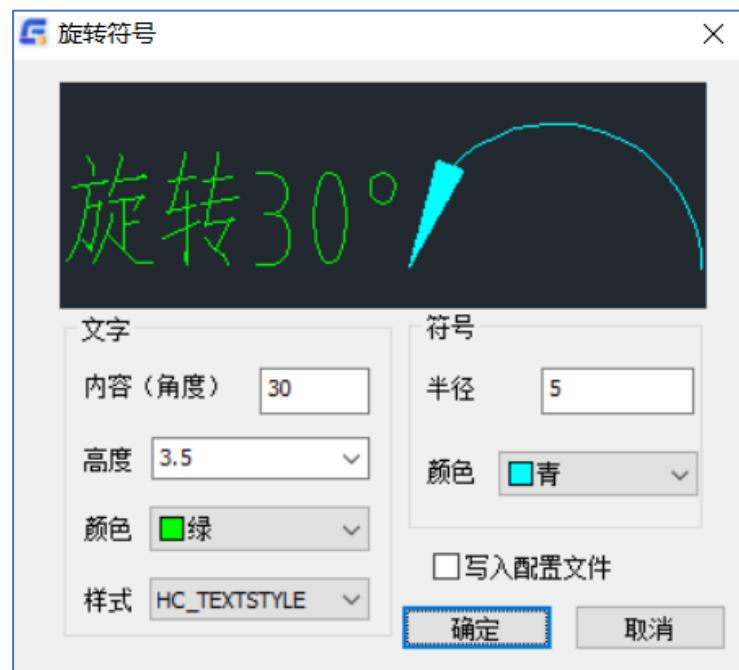 旋转符号
旋转30°
文字
内容（角度） 30
高度 3.5
颜色 绿
样式 HC_TEXTSTYLE
符号
半径 5
颜色 青
写入配置文件
确定 取消